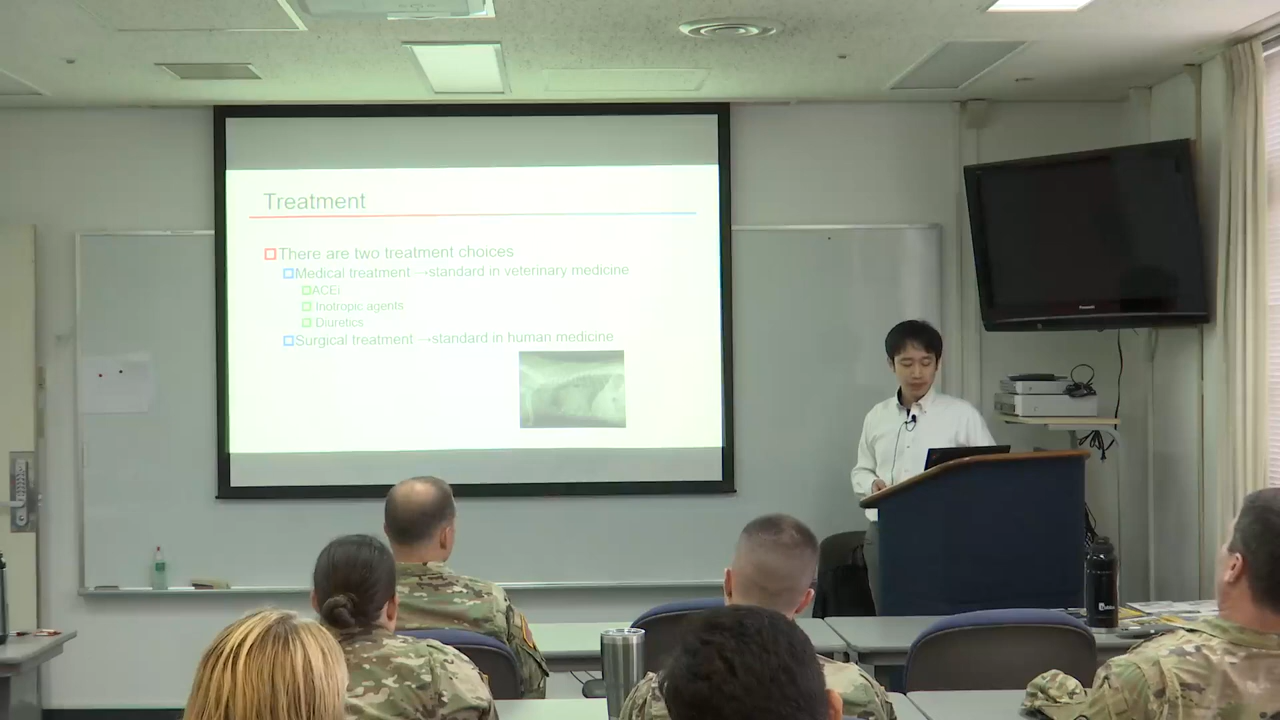 Treatment
There are two treatment choices
Medical treatment →standard in veterinary medicine
ACEi
Inotropic agents
Diuretics
Surgical treatment →standard in human medicine
Panasonic